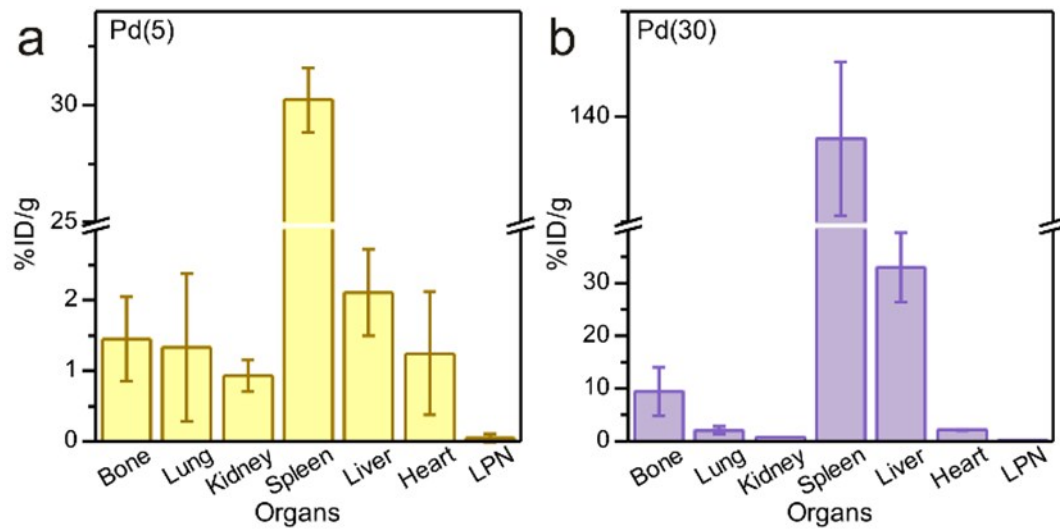 a
Pd(5)
%ID/g
30
25
2
1
0
Bone
Lung
Kidney
Spleen
Liver
Heart
LPN
Organs
b
Pd(30)
%ID/g
140
30
20
10
0
Bone
Lung
Kidney
Spleen
Liver
Heart
LPN
Organs